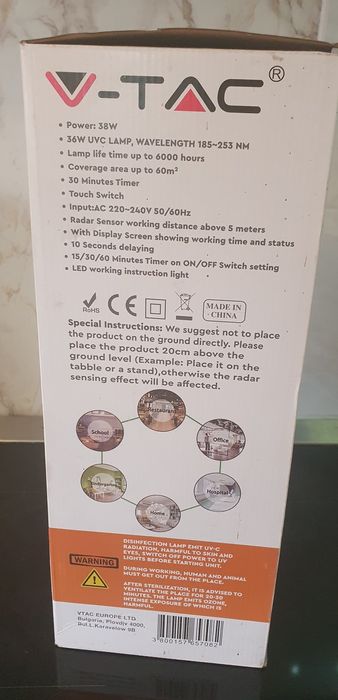 V-TAC®
• Power: 38W
• 36W UVC LAMP, WAVELENGTH 185~253 NM
• Lamp life time up to 6000 hours
• Coverage area up to 60m²
• 30 Minutes Timer
• Touch Switch
• Input:AC 220~240V 50/60Hz
• Radar Sensor working distance above 5 meters
• With Display Screen showing working time and status
• 10 Seconds delaying
• 15/30/60 Minutes Timer on ON/OFF Switch setting
• LED working instruction light
RoHS
CE
MADE IN
CHINA
Special Instructions: We suggest not to place
the product on the ground directly. Please
place the product 20cm above the
ground level (Example: Place it on the
tabble or a stand),otherwise the radar
sensing effect will be affected.
Restaurant
School
Office
Kindergarten
Hospital
Home
WARNING
DISINFECTION LAMP EMIT UV-C
RADIATION, HARMFUL TO SKIN AND
EYES, SWITCH OFF POWER TO UV
LIGHTS BEFORE STARTING UNIT.
DURING WORKING, HUMAN AND ANIMAL
MUST GET OUT FROM THE PLACE.
AFTER STERILIZATION, IT IS ADVISED TO
VENTILATE THE PLACE FOR 20-30
MINUTES. THE LAMP EMITS OZONE,
INTENSE EXPOSURE OF WHICH IS
HARMFUL.
VTAC EUROPE LTD
Bulgaria, Plovdiv 4000,
Bul.L.Karavelow 9B
3 800157 657082